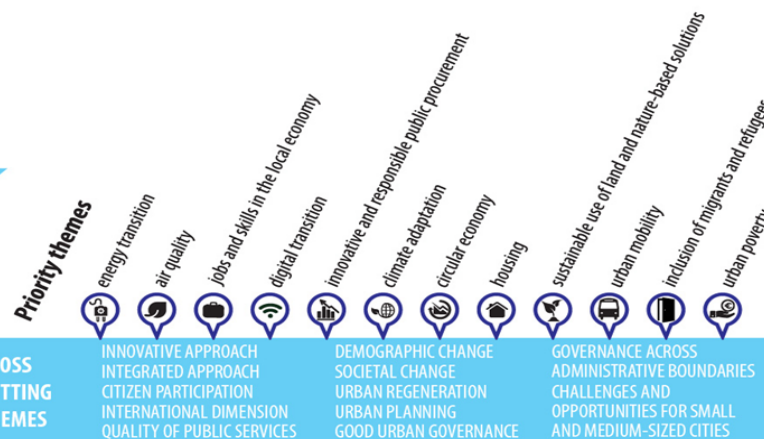 Priority themes
energy transition
air quality
jobs and skills in the local economy
digital transition
innovative and responsible public procurement
climate adaptation
circular economy
housing
sustainable use of land and nature-based solutions
urban mobility
inclusion of migrants and refugees
urban poverty
OSS
TTING
EMES
INNOVATIVE APPROACH
INTEGRATED APPROACH
CITIZEN PARTICIPATION
INTERNATIONAL DIMENSION
QUALITY OF PUBLIC SERVICES
DEMOGRAPHIC CHANGE
SOCIETAL CHANGE
URBAN REGENERATION
URBAN PLANNING
GOOD URBAN GOVERNANCE
GOVERNANCE ACROSS
ADMINISTRATIVE BOUNDARIES
CHALLENGES AND
OPPORTUNITIES FOR SMALL
AND MEDIUM-SIZED CITIES